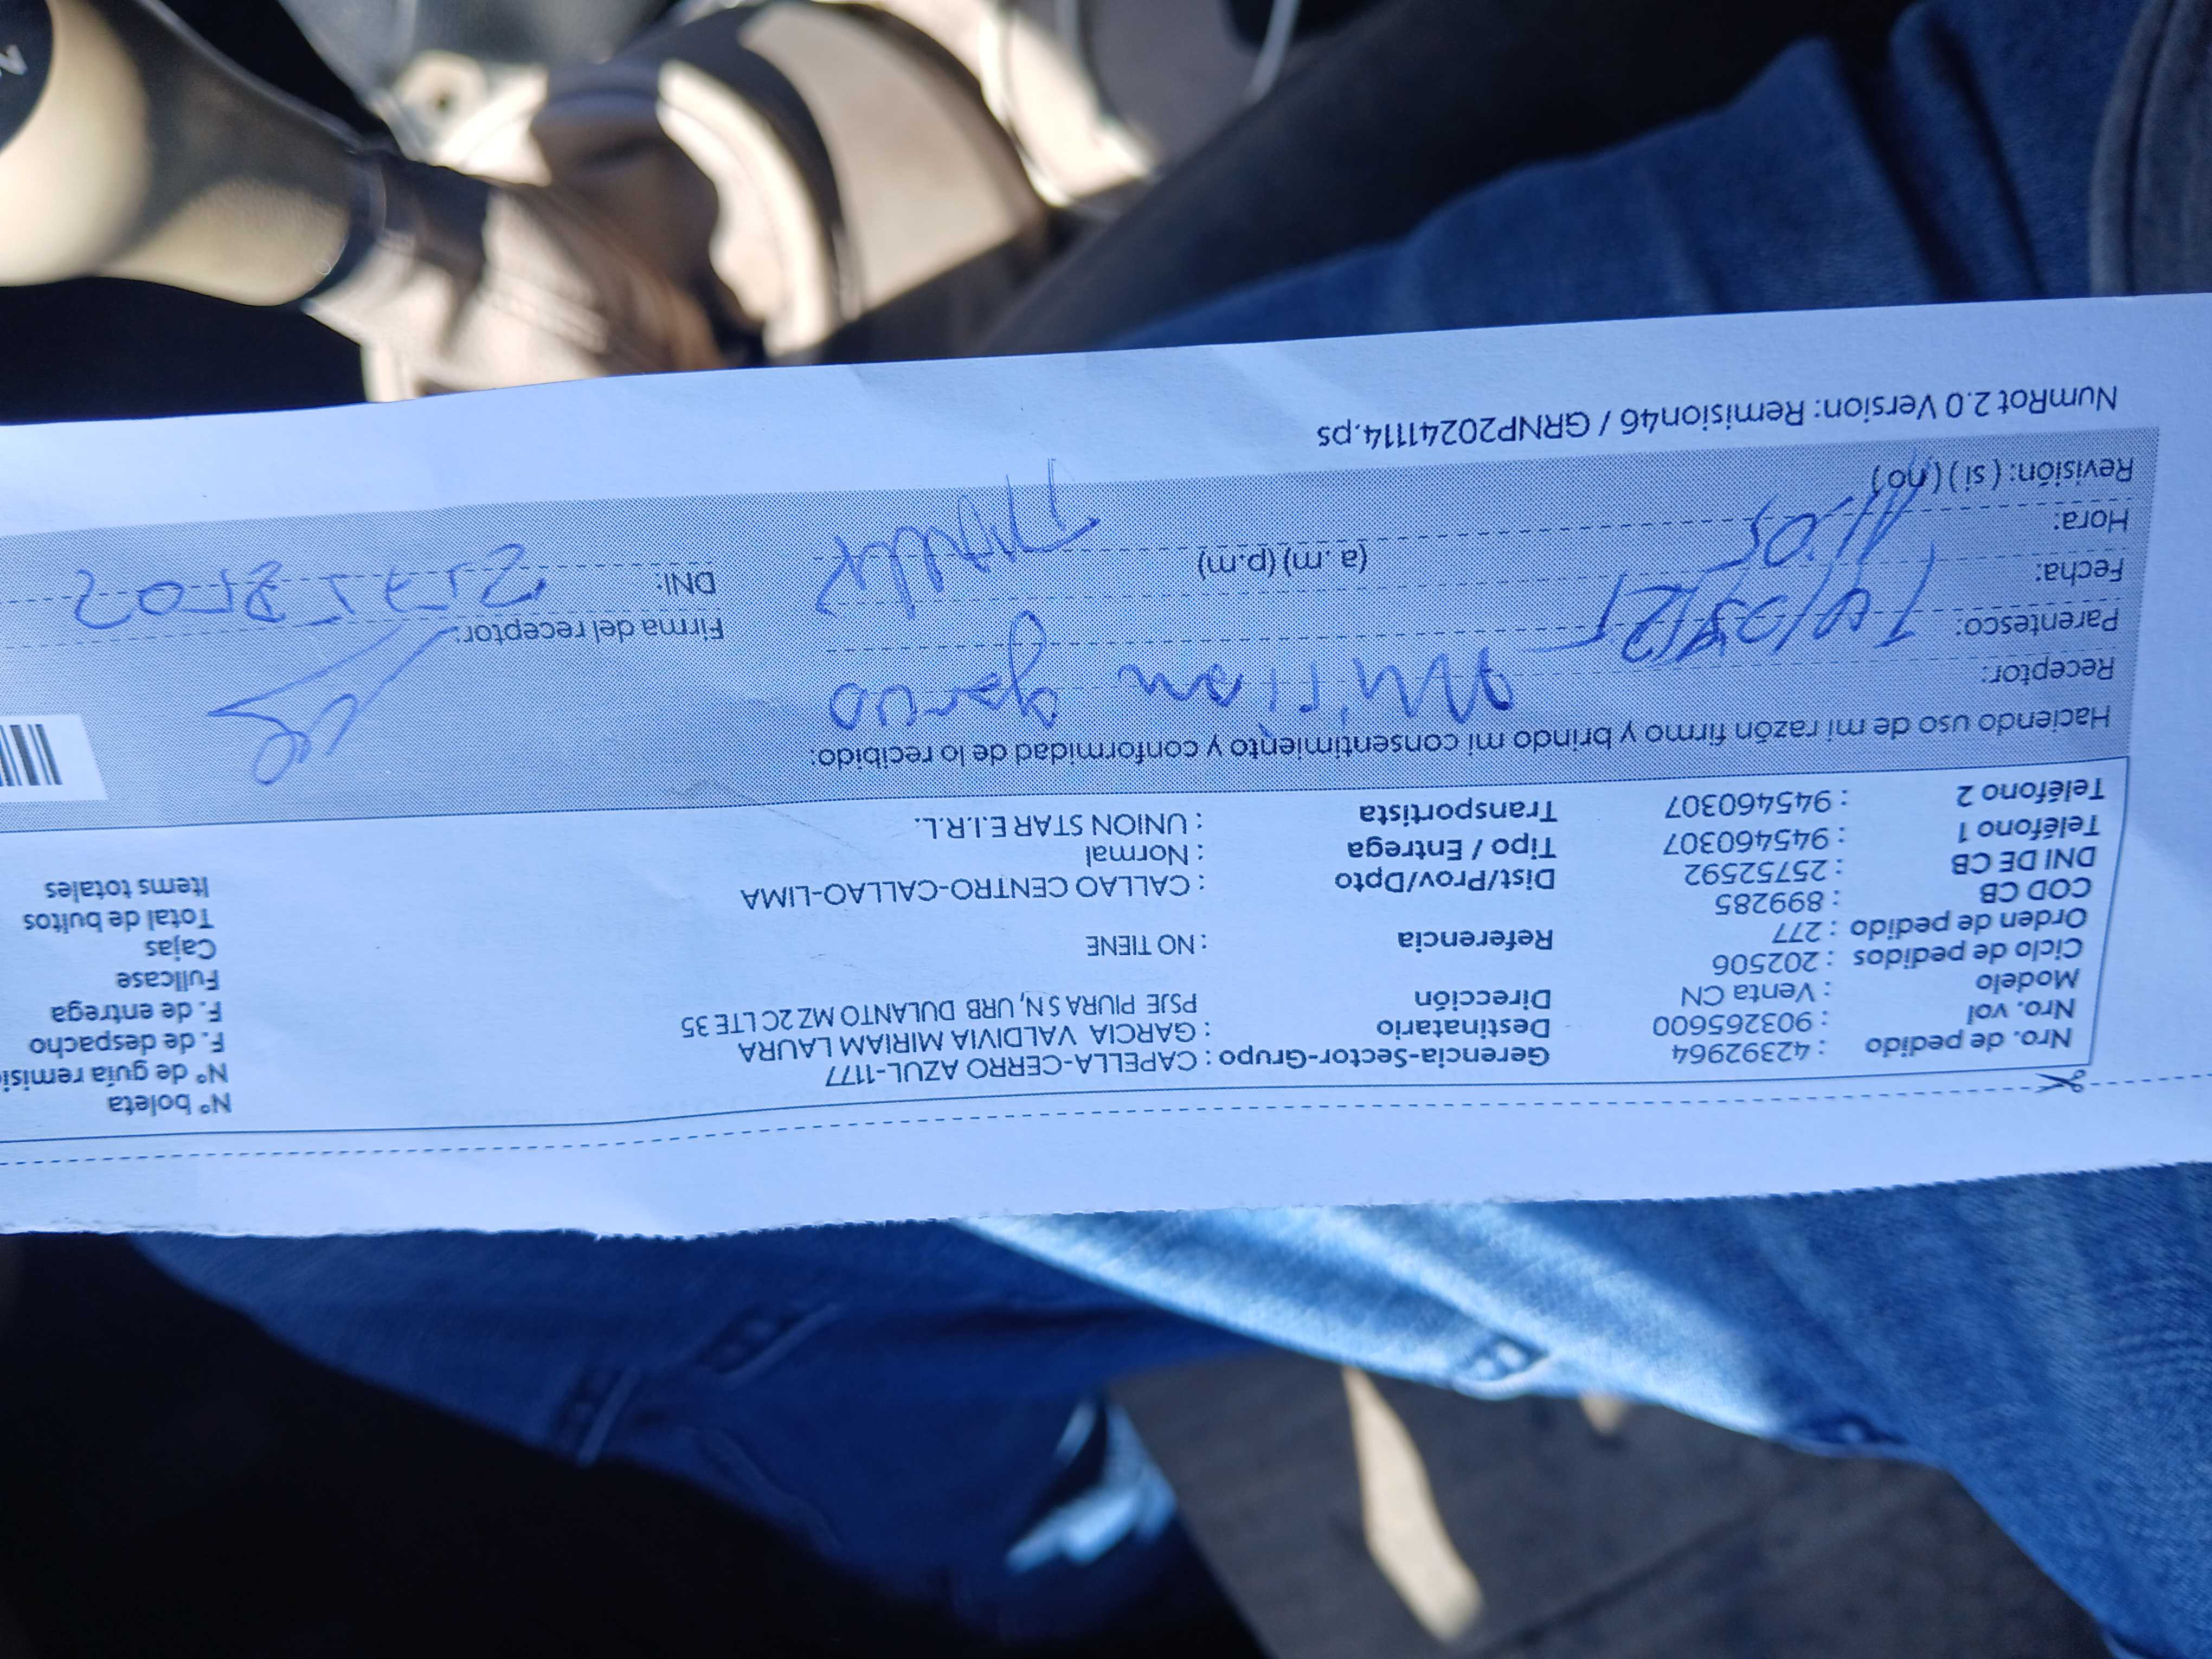 Nro. de pedido : 42392964 Gerencia-Sector-Grupo : CAPELLA-CERRO AZUL-1177 N° boleta
Nro. vol : 903265600 Destinatario : GARCIA VALDIVIA MIRIAM LAURA N° de guía remisi
Modelo : Venta CN Dirección PSJE PIURA SN, URB DULANTO MZ 2C LTE 35 F. de despacho
Ciclo de pedidos : 202506 F. de entrega
Orden de pedido : 277 Referencia : NO TIENE Fullcase
COD CB : 899285 Cajas
DNI DE CB : 25752592 Dist/Prov/Dpto : CALLAO CENTRO-CALLAO-LIMA Total de bultos
Teléfono 1 : 945460307 Tipo / Entrega : Normal Items totales
Teléfono 2 : 945460307 Transportista : UNION STAR E.I.R.L.
Haciendo uso de mi razón firmo y brindo mi consentimiento y conformidad de lo recibido:
Receptor: Miriam
Parentesco: Firma del receptor:
Fecha: DNI:
Hora: 11:05 (a. m) (p.m)
Revisión: ( si ) ( no )
NumRot 2.0 Version: Remision46 / GRNP20241114.ps